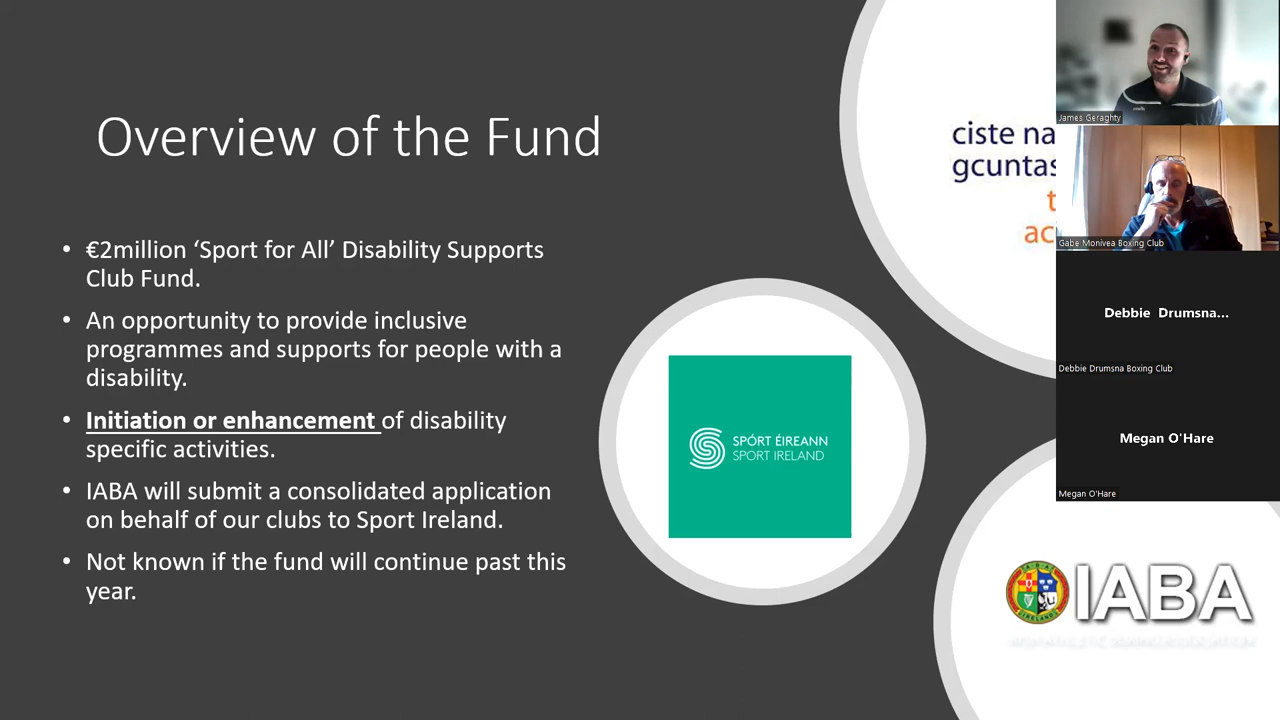 Overview of the Fund
• €2million ‘Sport for All’ Disability Supports
Club Fund.
• An opportunity to provide inclusive
programmes and supports for people with a
disability.
• Initiation or enhancement of disability
specific activities.
• IABA will submit a consolidated application
on behalf of our clubs to Sport Ireland.
• Not known if the fund will continue past this
year.
SPÓRT ÉIREANN
SPORT IRELAND
ciste na
gcuntas
t
ac
IABA
James Geraghty
Gabe Monivea Boxing Club
Debbie Drumsna...
Debbie Drumsna Boxing Club
Megan O'Hare
Megan O'Hare